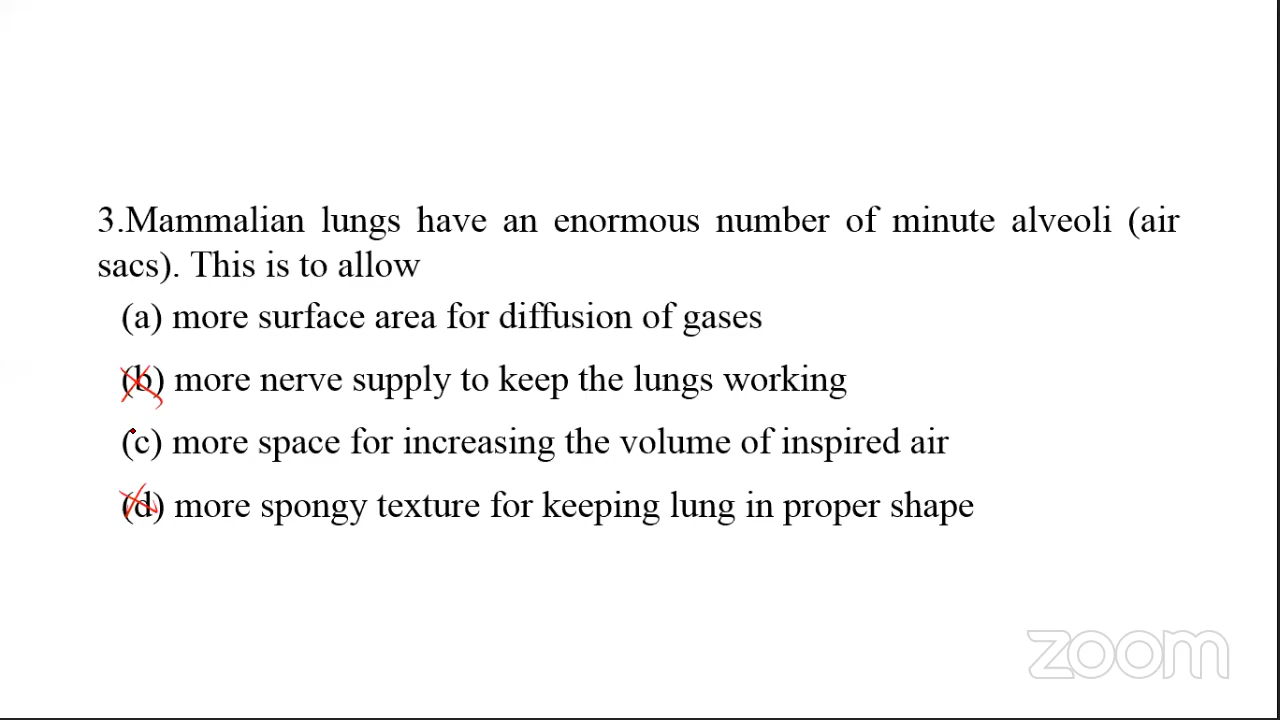 3.Mammalian lungs have an enormous number of minute alveoli (air
sacs). This is to allow
(a) more surface area for diffusion of gases
(b) more nerve supply to keep the lungs working
(c) more space for increasing the volume of inspired air
(d) more spongy texture for keeping lung in proper shape
zoom